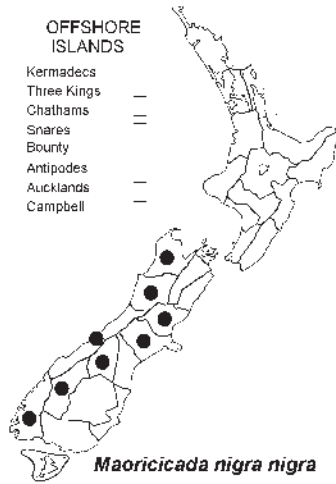 OFFSHORE
ISLANDS
Kermadecs
Three Kings
Chathams
Snares
Bounty
Antipodes
Aucklands
Campbell
Maoricicada nigra nigra